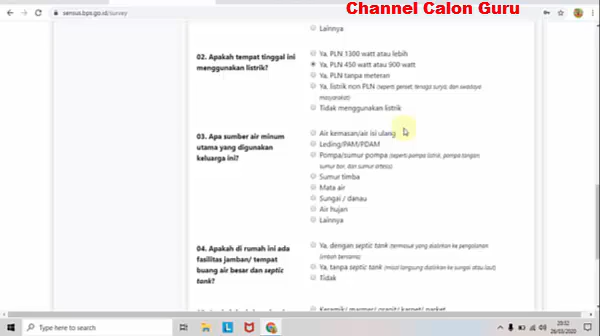 Channel Calon Guru
sensus.bps.go.id/survey
Lainnya
02. Apakah tempat tinggal ini
menggunakan listrik?
Ya, PLN 1300 watt atau lebih
Ya, PLN 450 watt atau 900 watt
Ya, PLN tanpa meteran
Ya, listrik non PLN (seperti genset, tenaga surya, dan swadaya
masyarakat)
Tidak menggunakan listrik
03. Apa sumber air minum
utama yang digunakan
keluarga ini?
Air kemasan/air isi ulang
Leding/PAM/PDAM
Pompa/sumur pompa (seperti pompa listrik, pompa tangan,
sumur bor, dan sumur artesis)
Sumur timba
Mata air
Sungai / danau
Air hujan
Lainnya
04. Apakah di rumah ini ada
fasilitas jamban/ tempat
buang air besar dan septic
tank?
Ya, dengan septic tank (termasuk yang dialirkan ke pengolahan
limbah bersama)
Ya, tanpa septic tank (misal langsung dialirkan ke sungai atau laut)
Tidak
Keramik/ marmer/ granit/ karpet/ parket
Type here to search
20:02
26/03/2020